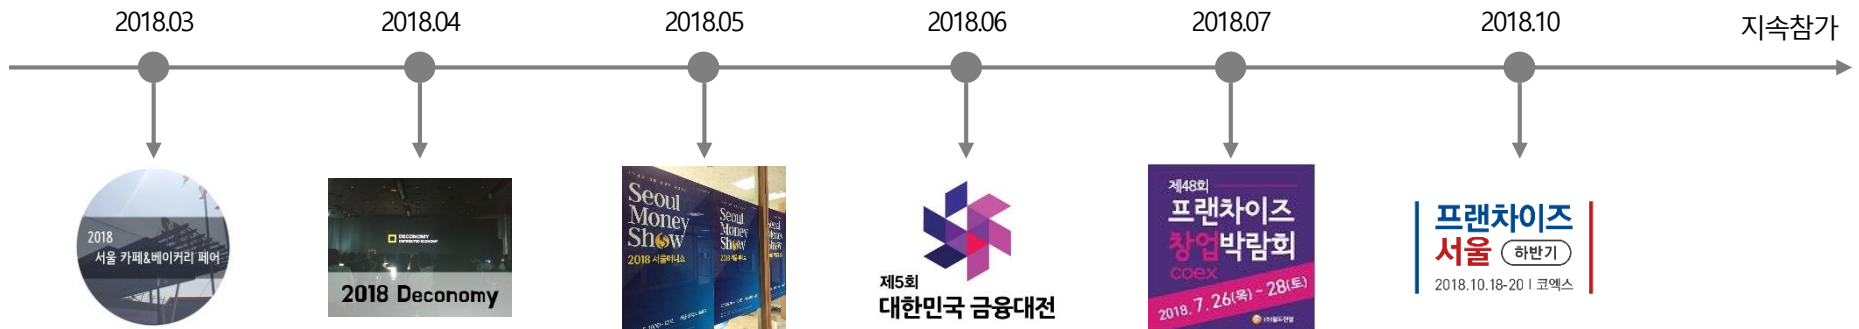 2018.03
2018.04
2018.05
2018.06
2018.07
2018.10
지속참가
2018
서울 카페&베이커리 페어
DECONOMY
2018 Deconomy
Seoul
Money
Show
2018 서울머니쇼
Seoul
Money
Show
제5회
대한민국 금융대전
제48회
프랜차이즈
창업박람회
coex
2018. 7. 26(목) ~ 28(토)
프랜차이즈
서울 하반기
2018.10.18-20 | 코엑스